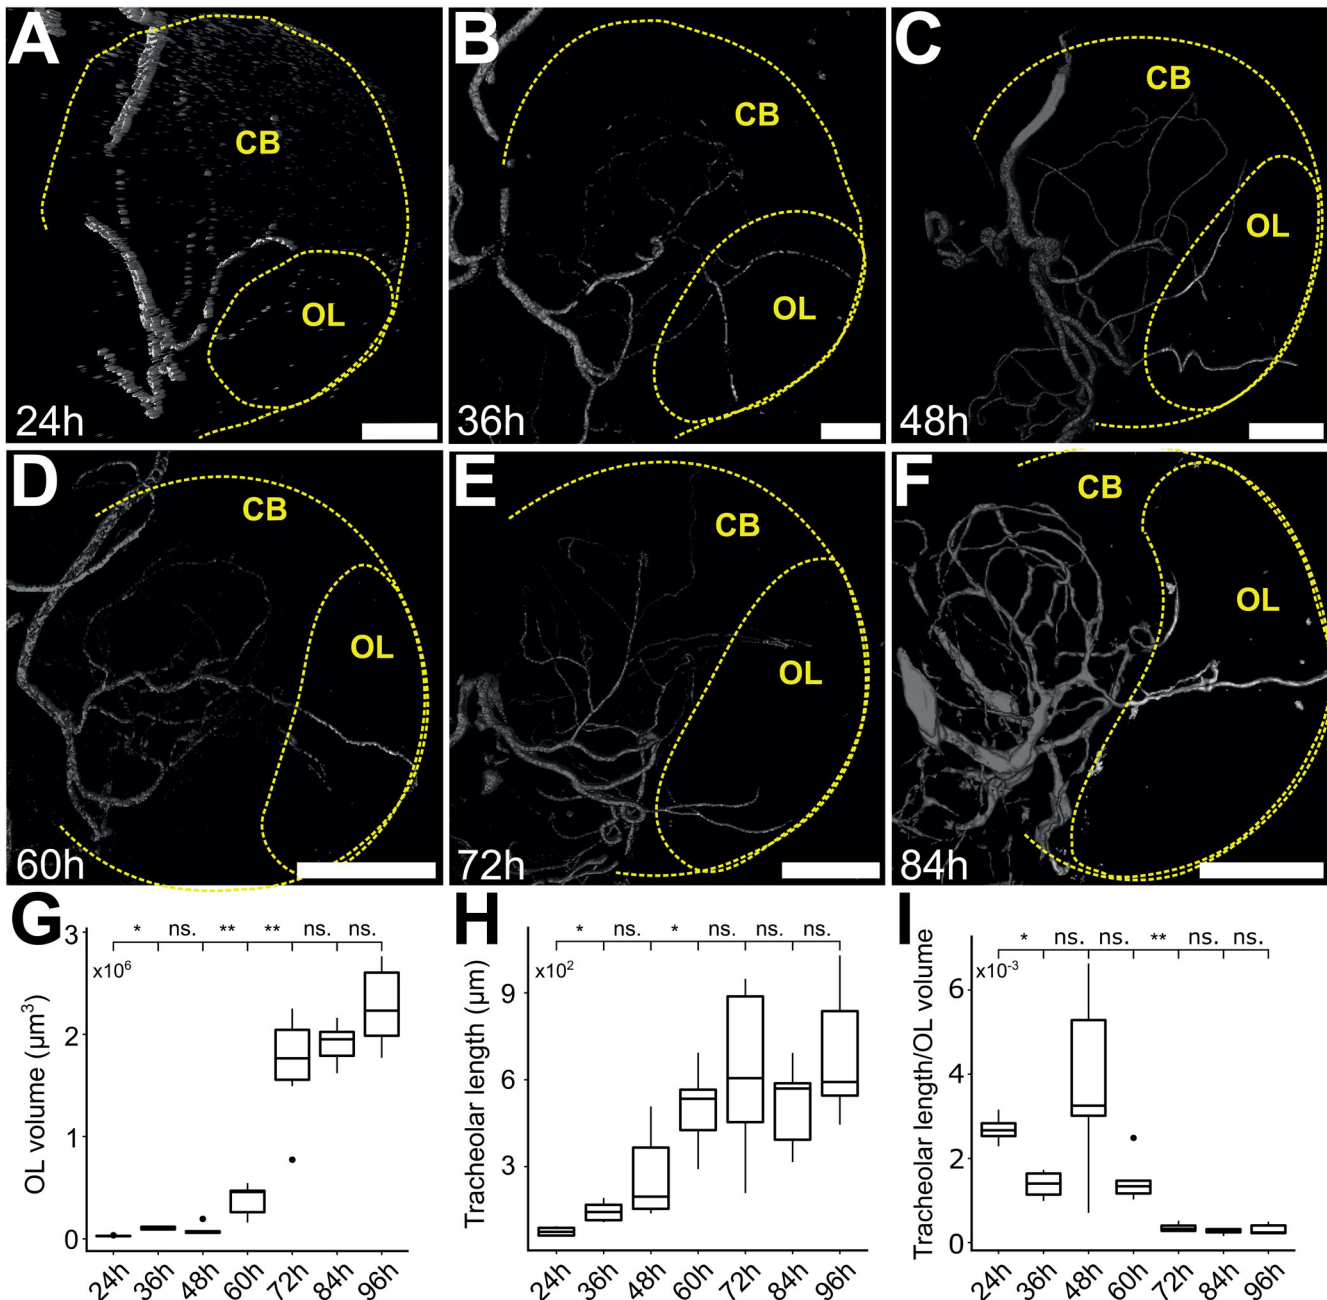 A
CB
OL
24h
B
CB
OL
36h
C
CB
OL
48h
D
CB
OL
60h
E
CB
OL
72h
F
CB
OL
84h
G
* ns. ** ** ns. ns.
x10⁶
OL volume (µm³)
3
2
1
0
24h 36h 48h 60h 72h 84h 96h
H
* ns. * ns. ns. ns.
x10²
Tracheolar length (µm)
9
6
3
24h 36h 48h 60h 72h 84h 96h
I
* ns. ns. ** ns. ns.
x10⁻³
Tracheolar length/OL volume
6
4
2
0
24h 36h 48h 60h 72h 84h 96h